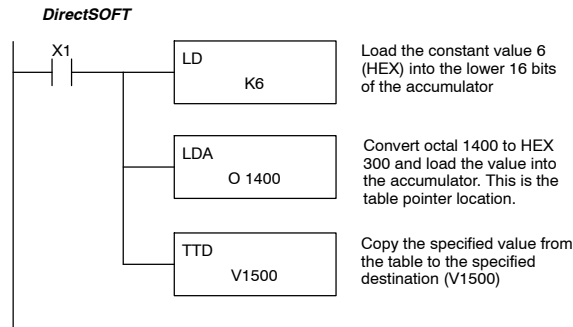 DirectSOFT
X1
LD
K6
Load the constant value 6
(HEX) into the lower 16 bits
of the accumulator
LDA
O 1400
Convert octal 1400 to HEX
300 and load the value into
the accumulator. This is the
table pointer location.
TTD
V1500
Copy the specified value from
the table to the specified
destination (V1500)